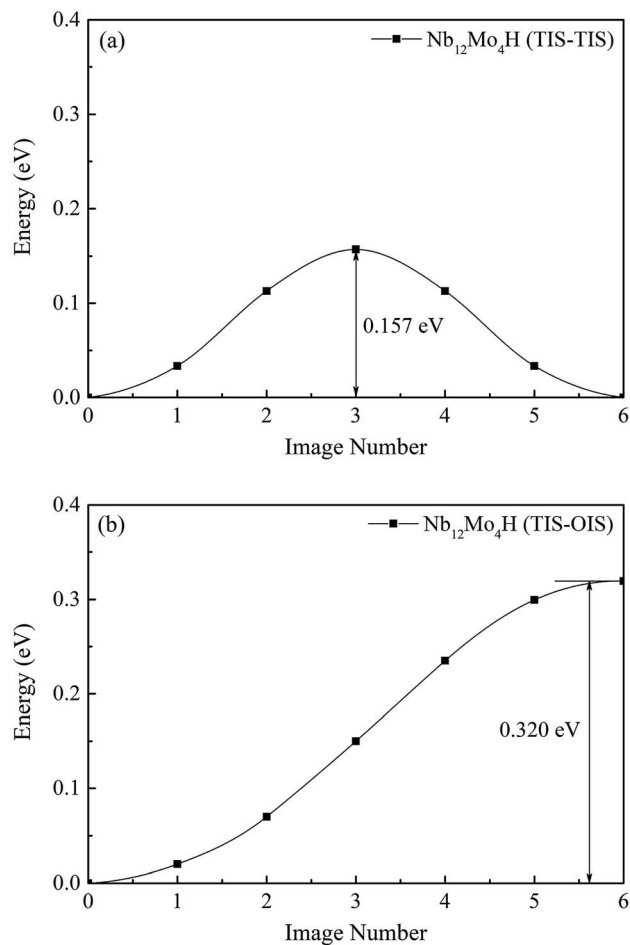 (a)
Nb₁₂Mo₄H (TIS-TIS)
0.4
0.3
0.2
0.1
0.0
Energy (eV)
0.157 eV
0 1 2 3 4 5 6
Image Number
(b)
Nb₁₂Mo₄H (TIS-OIS)
0.4
0.3
0.2
0.1
0.0
Energy (eV)
0.320 eV
0 1 2 3 4 5 6
Image Number